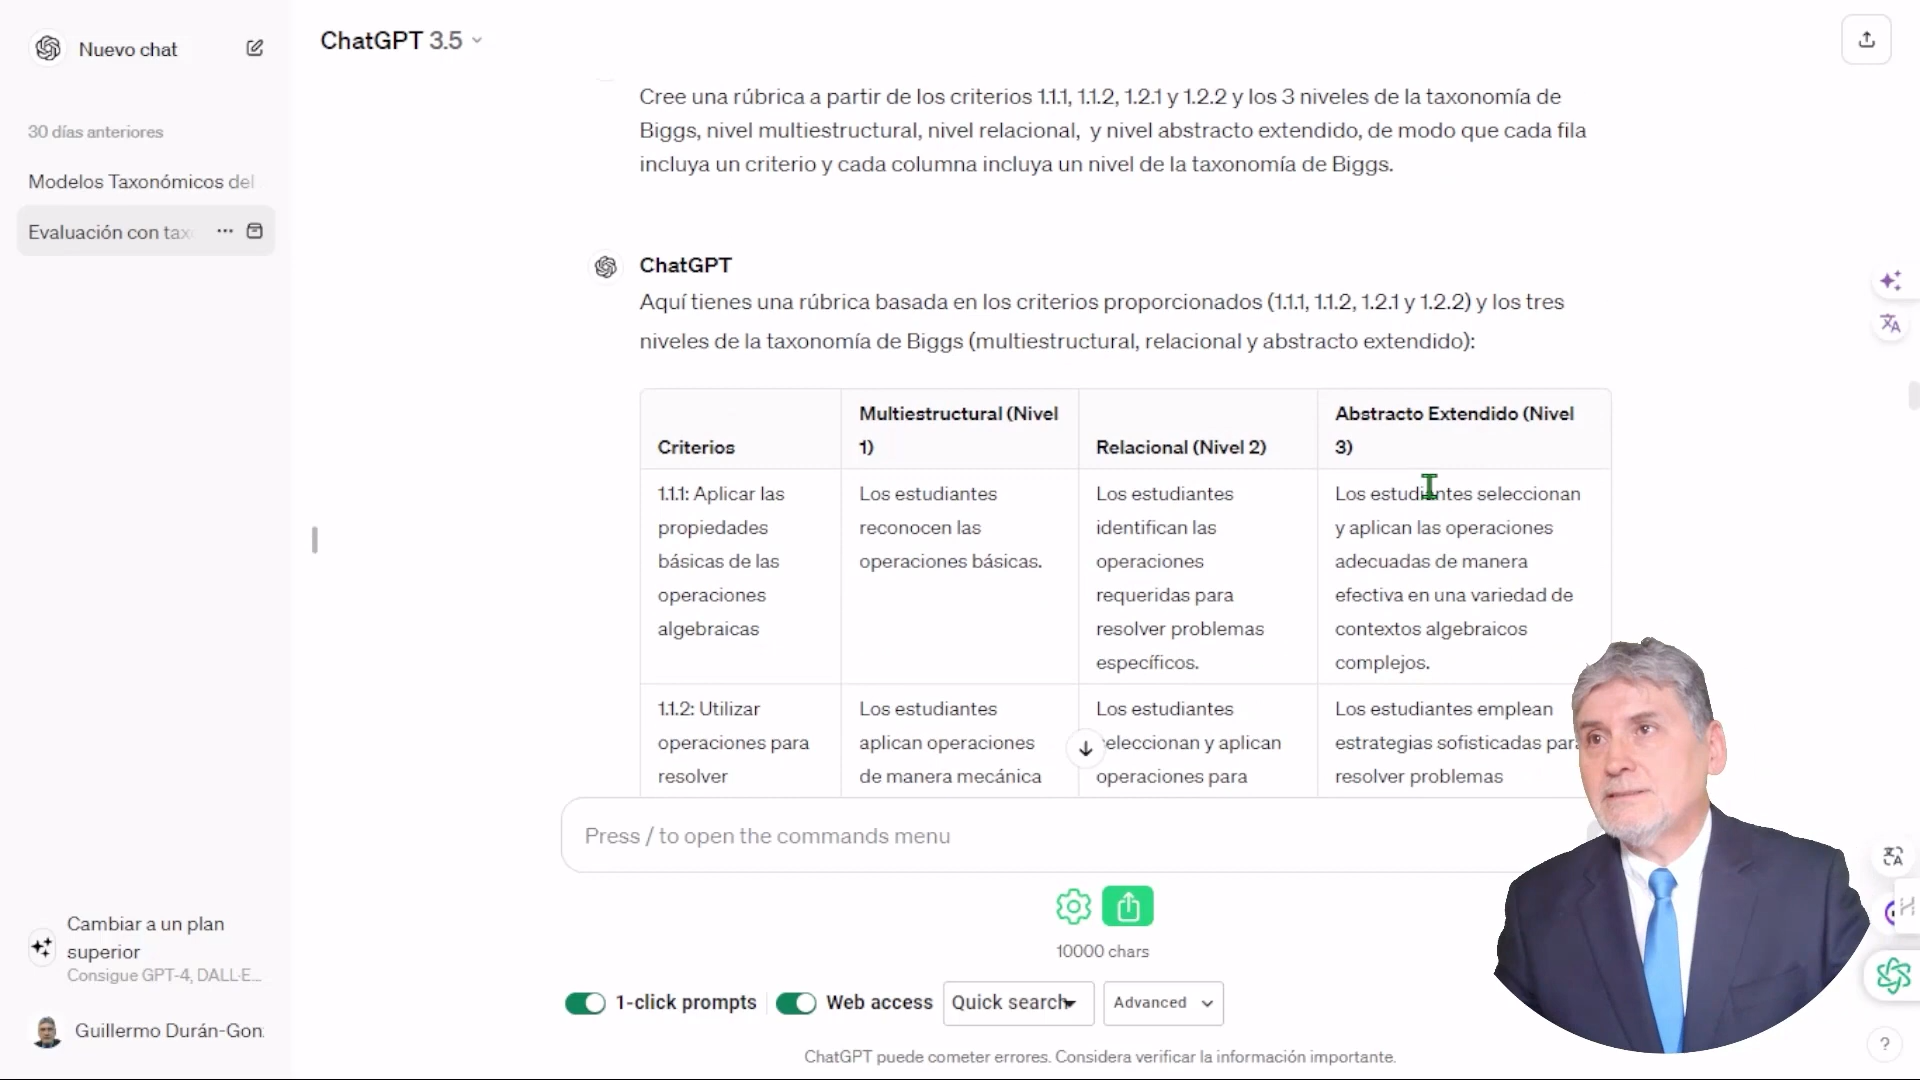 Nuevo chat
30 días anteriores
Modelos Taxonómicos del
Evaluación con tax
ChatGPT 3.5
Cree una rúbrica a partir de los criterios 1.1.1, 1.1.2, 1.2.1 y 1.2.2 y los 3 niveles de la taxonomía de
Biggs, nivel multiestructural, nivel relacional, y nivel abstracto extendido, de modo que cada fila
incluya un criterio y cada columna incluya un nivel de la taxonomía de Biggs.
ChatGPT
Aquí tienes una rúbrica basada en los criterios proporcionados (1.1.1, 1.1.2, 1.2.1 y 1.2.2) y los tres
niveles de la taxonomía de Biggs (multiestructural, relacional y abstracto extendido):
Criterios
Multiestructural (Nivel
1)
Relacional (Nivel 2)
Abstracto Extendido (Nivel
3)
1.1.1: Aplicar las
propiedades
básicas de las
operaciones
algebraicas
Los estudiantes
reconocen las
operaciones básicas.
Los estudiantes
identifican las
operaciones
requeridas para
resolver problemas
específicos.
Los estudiantes seleccionan
y aplican las operaciones
adecuadas de manera
efectiva en una variedad de
contextos algebraicos
complejos.
1.1.2: Utilizar
operaciones para
resolver
Los estudiantes
aplican operaciones
de manera mecánica
Los estudiantes
seleccionan y aplican
operaciones para
Los estudiantes emplean
estrategias sofisticadas para
resolver problemas
Press / to open the commands menu
10000 chars
1-click prompts
Web access
Quick search
Advanced
ChatGPT puede cometer errores. Considera verificar la información importante.
Cambiar a un plan
superior
Consigue GPT-4, DALL·E...
Guillermo Durán-Gon
?